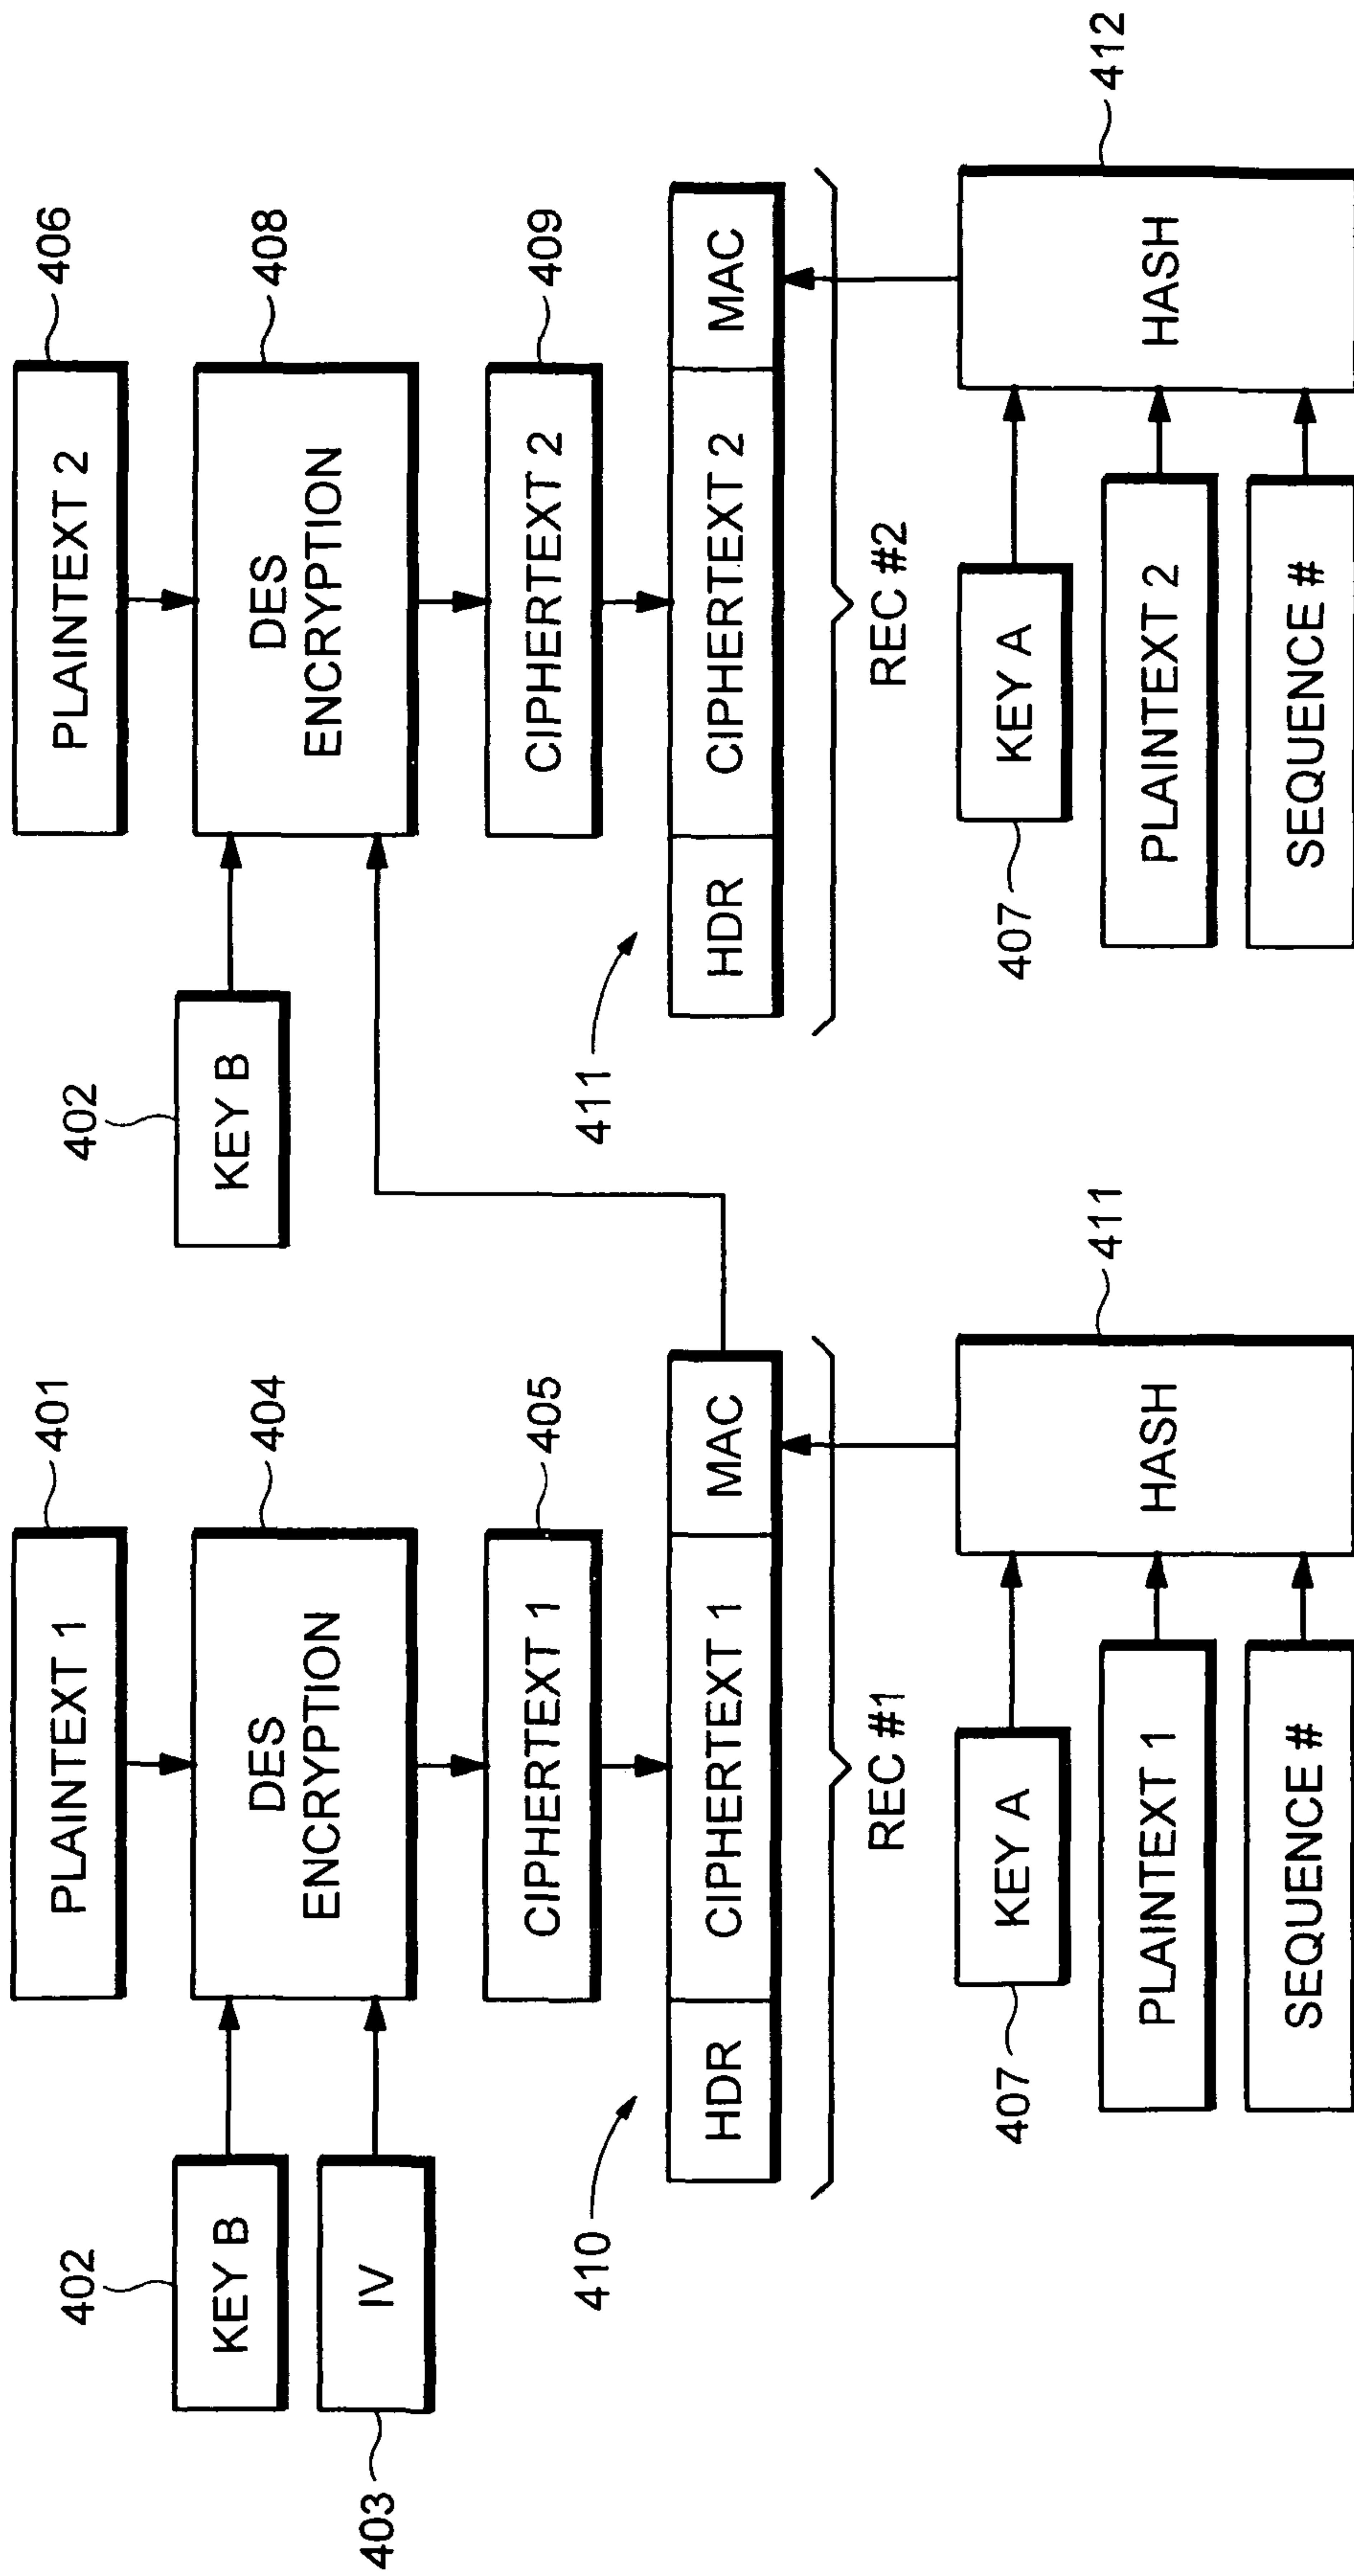 401
PLAINTEXT 1
402
KEY B
404
DES
ENCRYPTION
403
IV
405
CIPHERTEXT 1
410
HDR
CIPHERTEXT 1
MAC
REC #1
407
KEY A
PLAINTEXT 1
SEQUENCE #
HASH
411
406
PLAINTEXT 2
402
KEY B
408
DES
ENCRYPTION
409
CIPHERTEXT 2
411
HDR
CIPHERTEXT 2
MAC
REC #2
407
KEY A
PLAINTEXT 2
SEQUENCE #
HASH
412